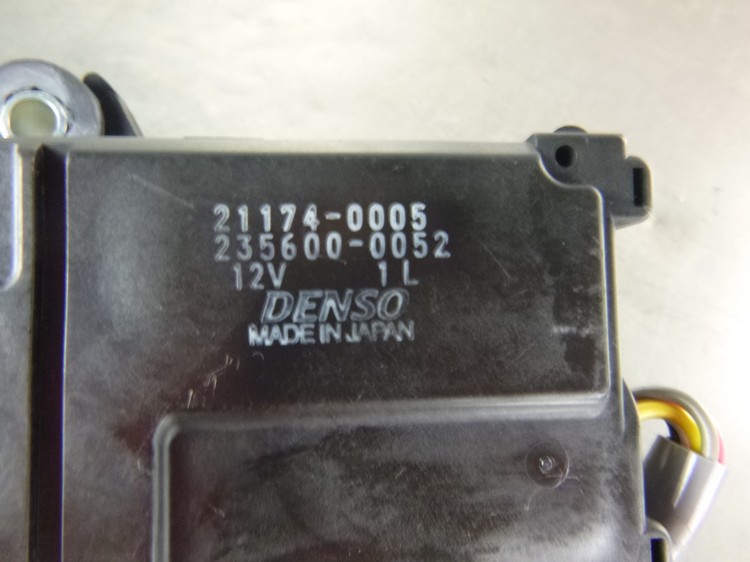 21174-0005
235600-0052
12V 1L
DENSO
MADE IN JAPAN